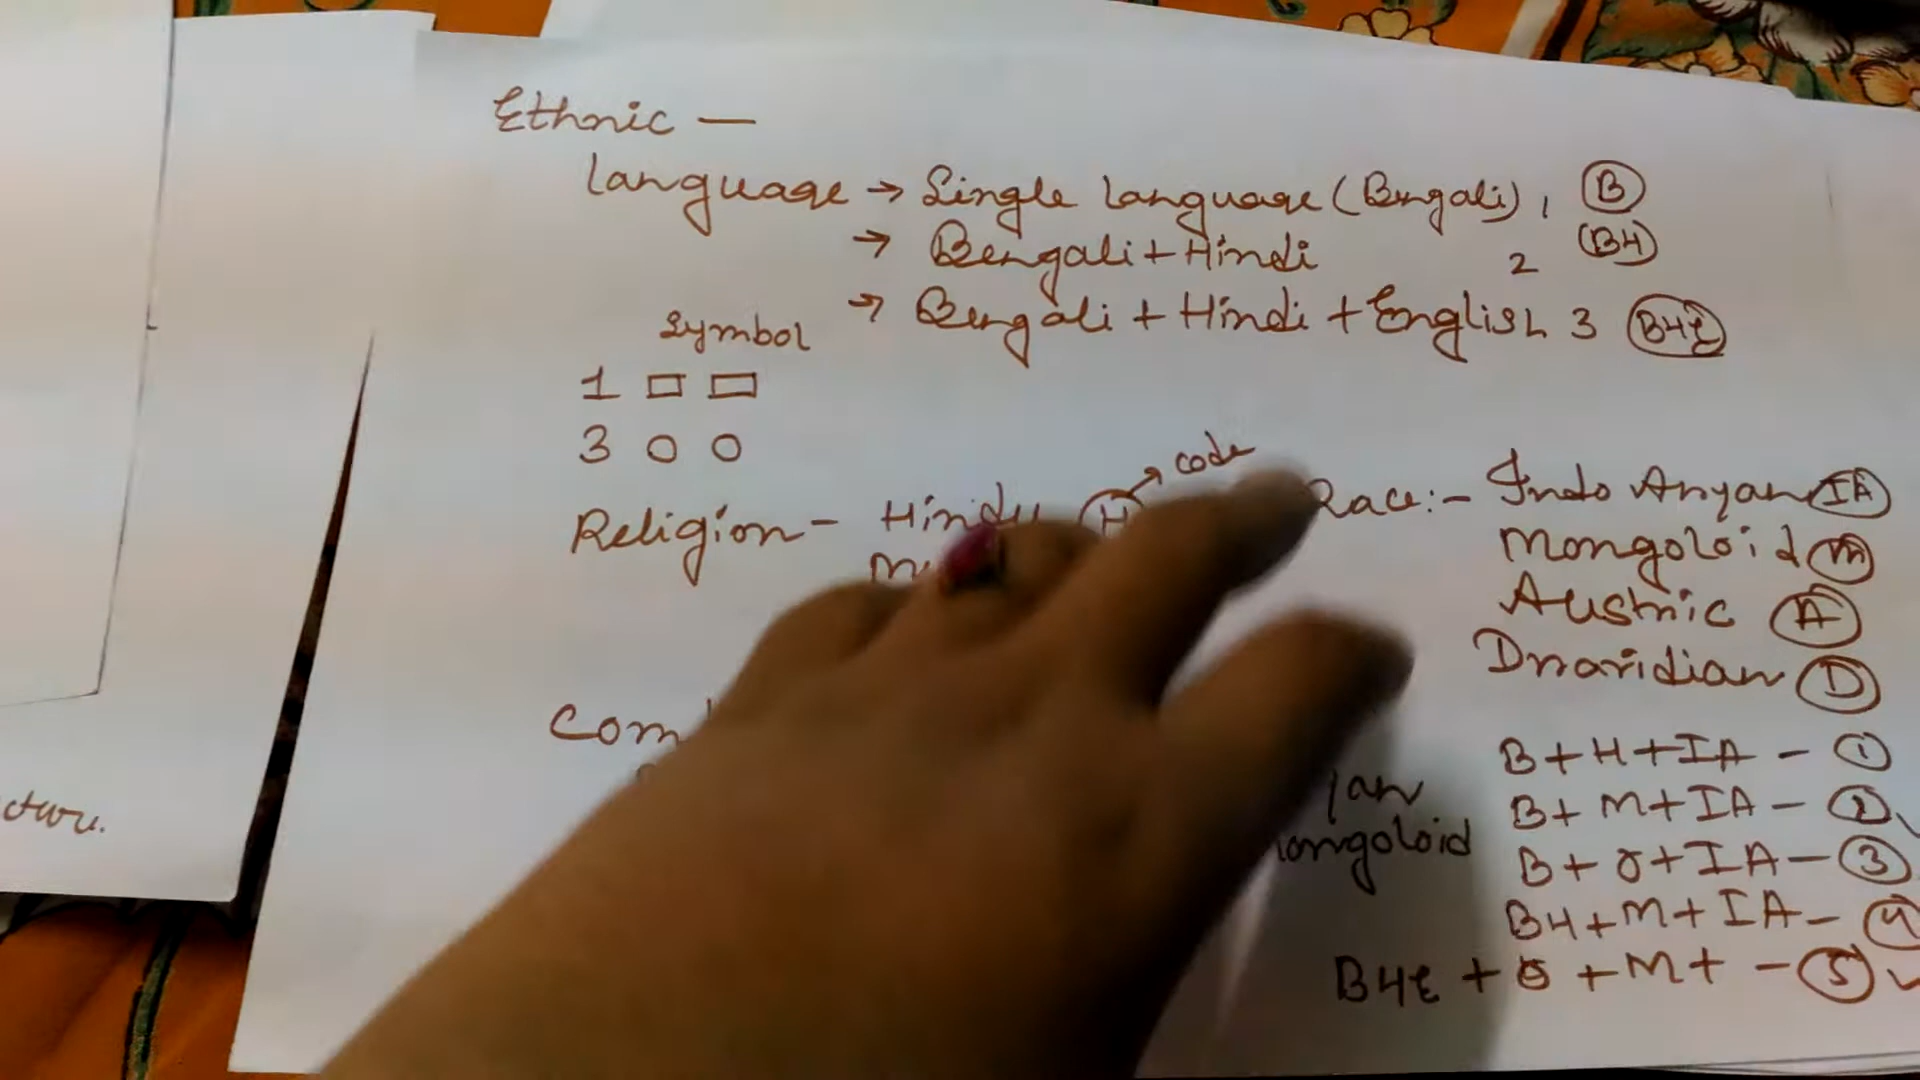 Ethnic —
Language → Single Language (Bengali), 1 B
→ Bengali + Hindi 2 (BH)
→ Bengali + Hindi + English 3 BHE
Symbol
1 □ □
3 ○ ○
code
Religion - Hindu H
Race:- Indo Aryan IA
Mongoloid M
Austric A
Dravidian D
B + H + IA - 1
B + M + IA - 2
B + O + IA - 3
BH + M + IA - 4
BHE + O + M + - 5